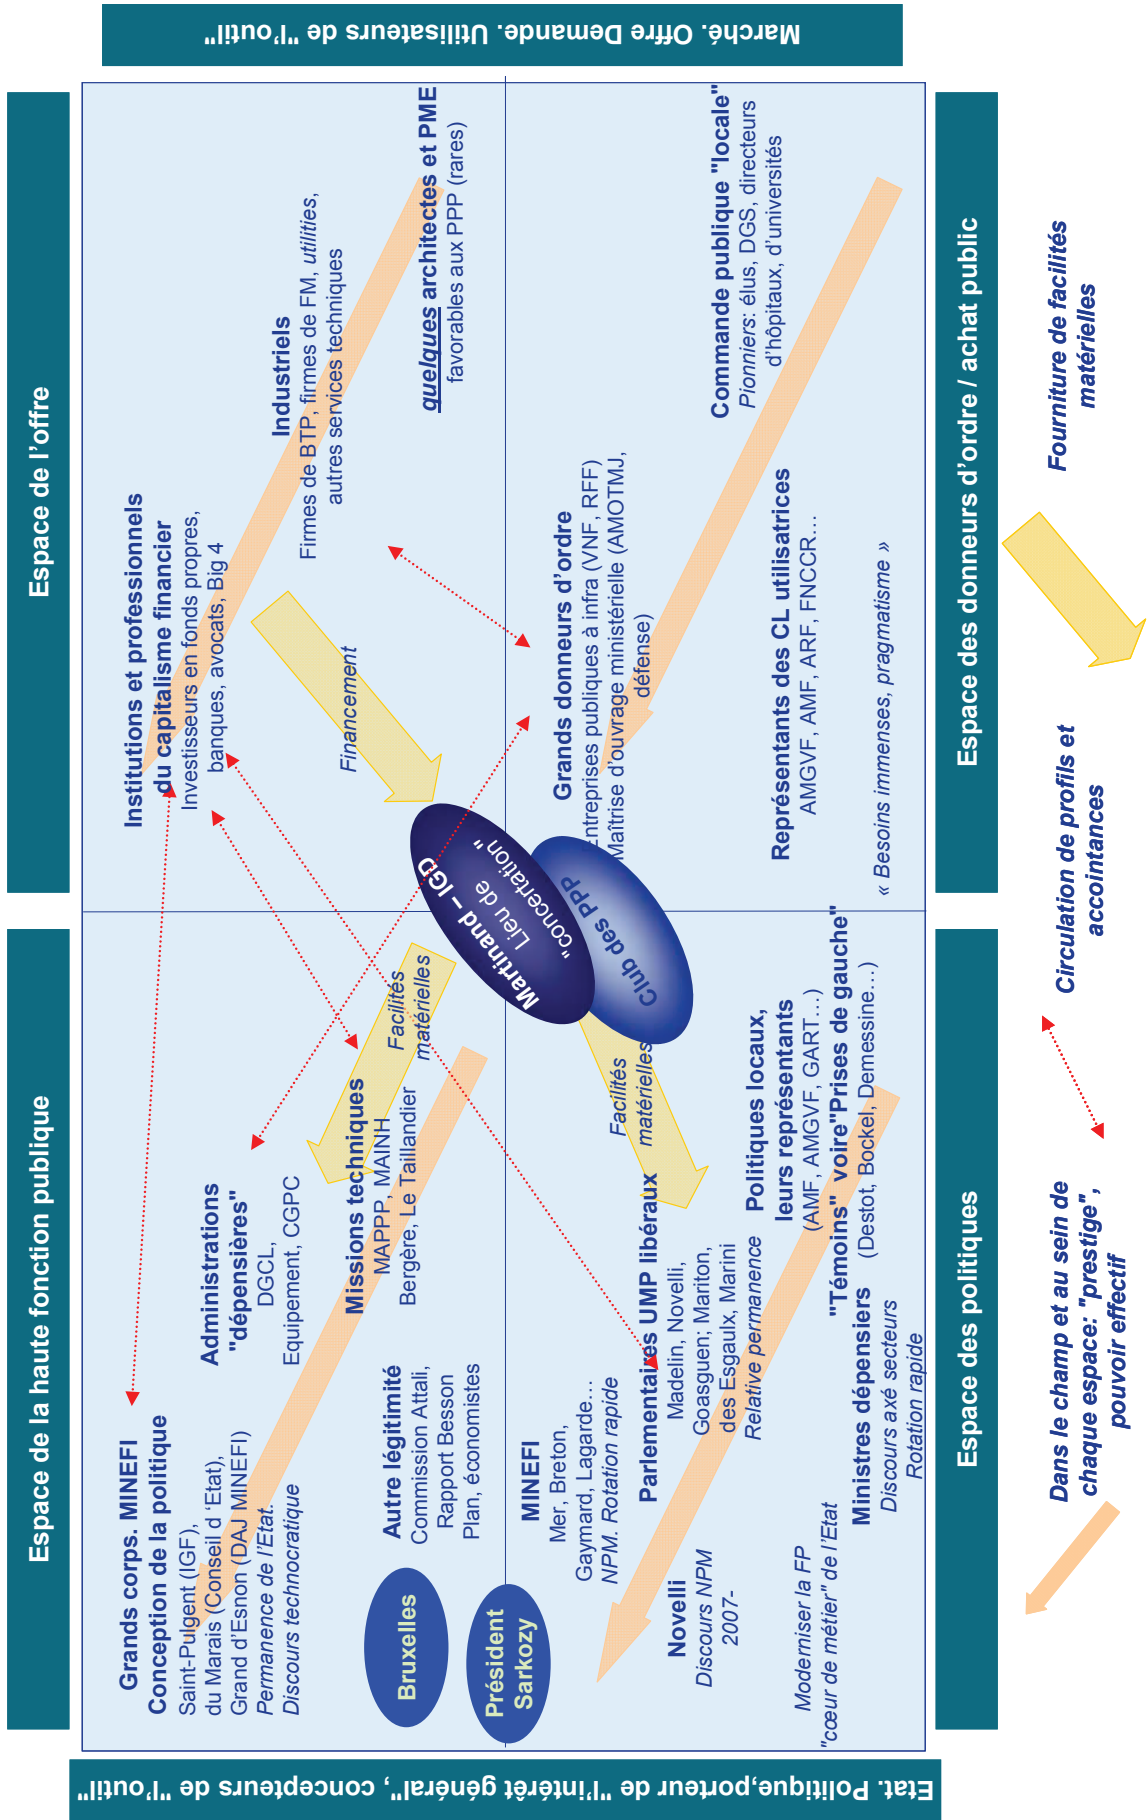 Espace de la haute fonction publique
Espace de l'offre
Etat. Politique,porteur de "l'intérêt général", concepteurs de "l'outil"
Grands corps. MINEFI
Conception de la politique
Saint-Pulgent (IGF),
du Marais (Conseil d 'Etat),
Grand d'Esnon (DAJ MINEFI)
Permanence de l'Etat.
Discours technocratique
Administrations
"dépensières"
DGCL,
Equipement, CGPC
Missions techniques
MAPPP, MAINH
Bergère, Le Taillandier
Autre légitimité
Commission Attali,
Rapport Besson
Plan, économistes
Bruxelles
Facilités
matérielles
Institutions et professionnels
du capitalisme financier
Investisseurs en fonds propres,
banques, avocats, Big 4
Industriels
Firmes de BTP, firmes de FM, utilities,
autres services techniques
quelques architectes et PME
favorables aux PPP (rares)
Financement
Martinand – IGD
Lieu de
"concertation"
Club des PPP
Président
Sarkozy
MINEFI
Mer, Breton,
Gaymard, Lagarde…
NPM. Rotation rapide
Parlementaires UMP libéraux
Madelin, Novelli,
Goasguen; Mariton,
des Esgaulx, Marini
Relative permanence
Novelli
Discours NPM
2007-
Facilités
matérielles
Politiques locaux,
leurs représentants
(AMF, AMGVF, GART…)
"Témoins" voire"Prises de gauche"
(Destot, Bockel, Demessine…)
Ministres dépensiers
Discours axé secteurs
Rotation rapide
Moderniser la FP
"cœur de métier" de l'Etat
Grands donneurs d'ordre
Entreprises publiques à infra (VNF, RFF)
Maîtrise d'ouvrage ministérielle (AMOTMJ,
défense)
Commande publique "locale"
Pionniers: élus, DGS, directeurs
d'hôpitaux, d'universités
Représentants des CL utilisatrices
AMGVF, AMF, ARF, FNCCR…
« Besoins immenses, pragmatisme »
Marché. Offre Demande. Utilisateurs de "l'outil"
Espace des politiques
Espace des donneurs d'ordre / achat public
Dans le champ et au sein de
chaque espace: "prestige",
pouvoir effectif
Circulation de profils et
accointances
Fourniture de facilités
matérielles